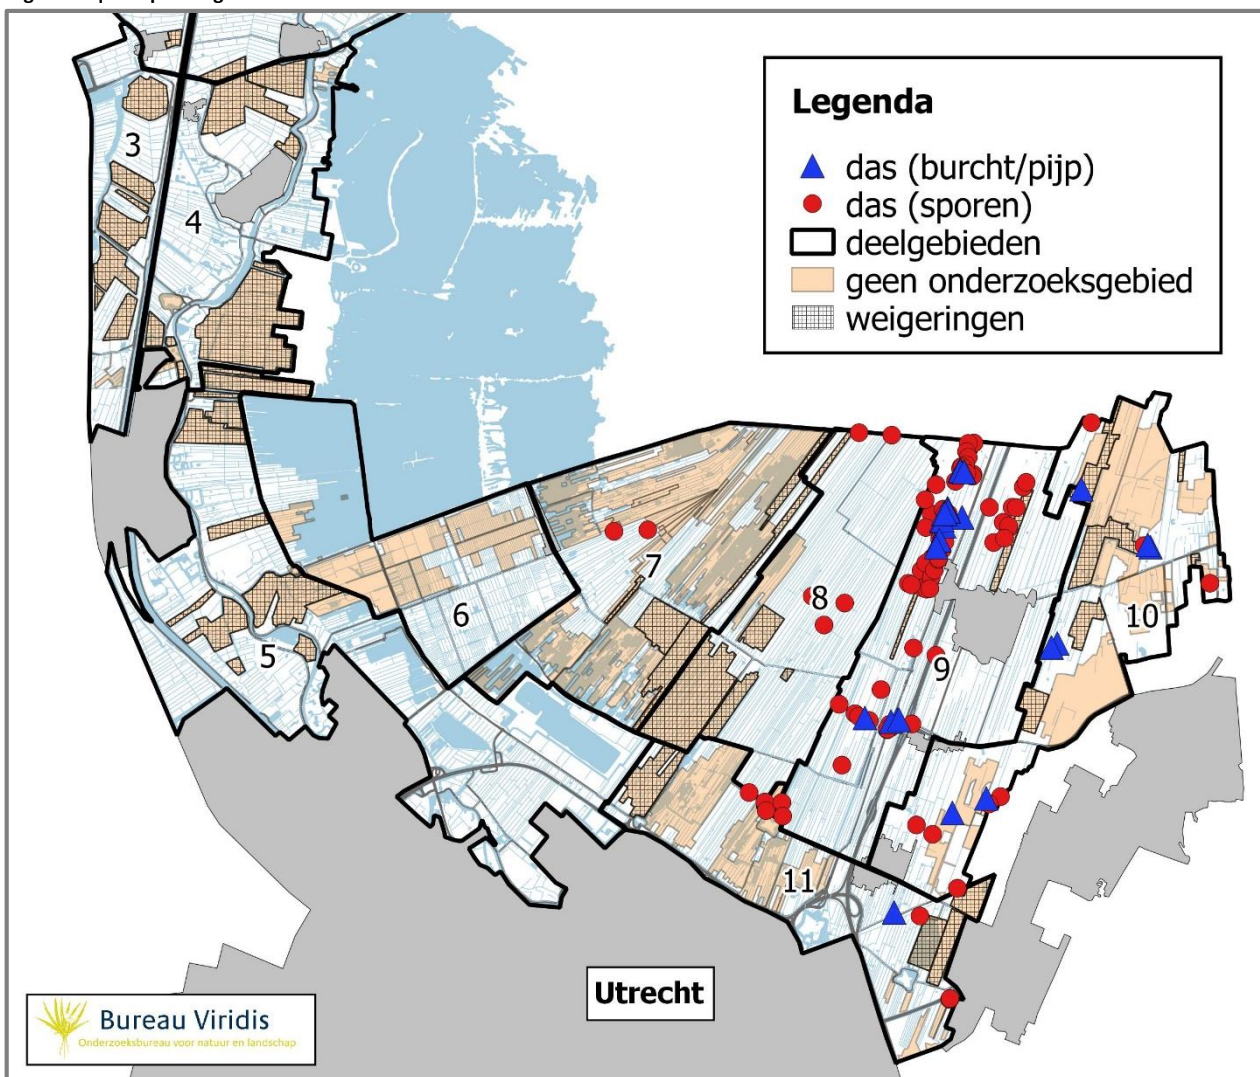 Legenda
das (burcht/pijp)
das (sporen)
deelgebieden
geen onderzoeksgebied
weigeringen
3
4
7
8
6
10
5
9
11
Utrecht
Bureau Viridis
Onderzoeksbureau voor natuur en landschap